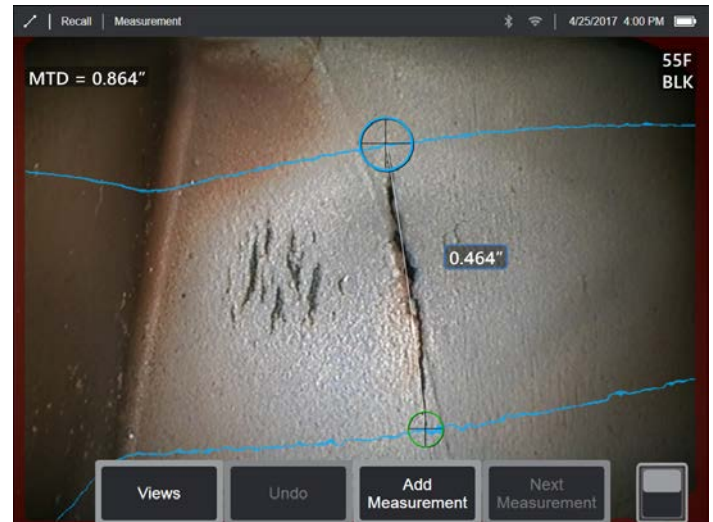 Recall | Measurement
4/25/2017 4:00 PM
MTD = 0.864"
55F
BLK
0.464"
Views
Undo
Add
Measurement
Next
Measurement